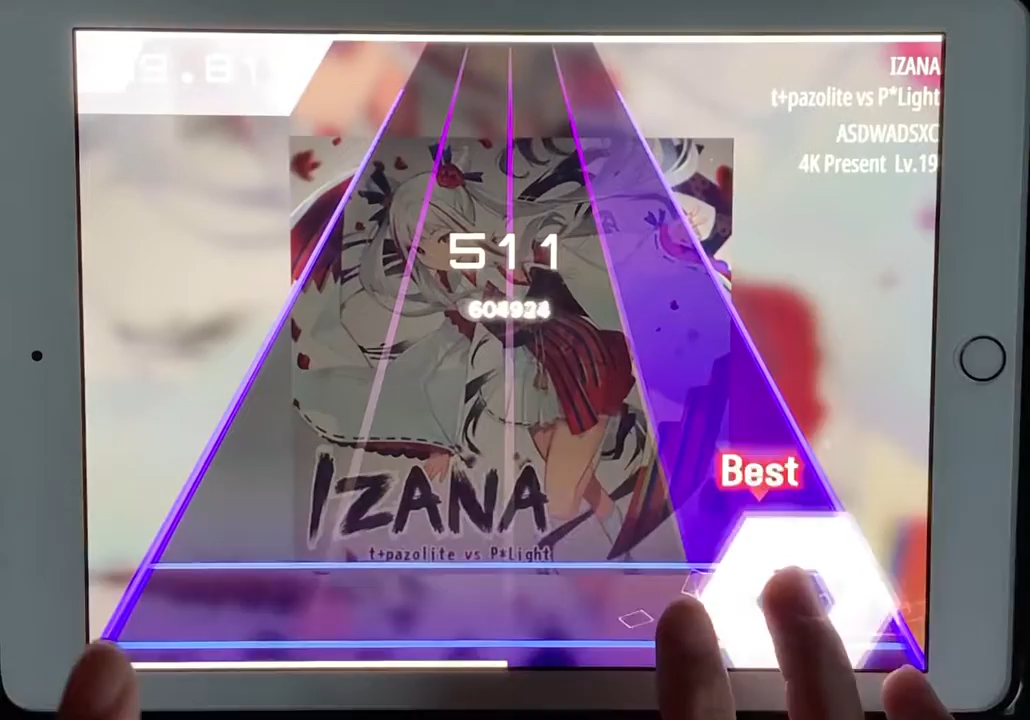 IZANA
t+pazolite vs P*Light
ASDWADSXC
4K Present Lv.19
511
Best
IZANA
t+pazolite vs P*Light